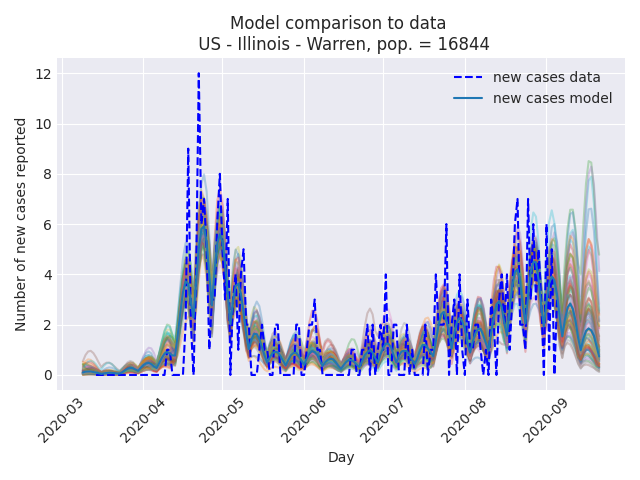 Model comparison to data
US - Illinois - Warren, pop. = 16844
new cases data
new cases model
Number of new cases reported
12
10
8
6
4
2
0
2020-03
2020-04
2020-05
2020-06
2020-07
2020-08
2020-09
Day